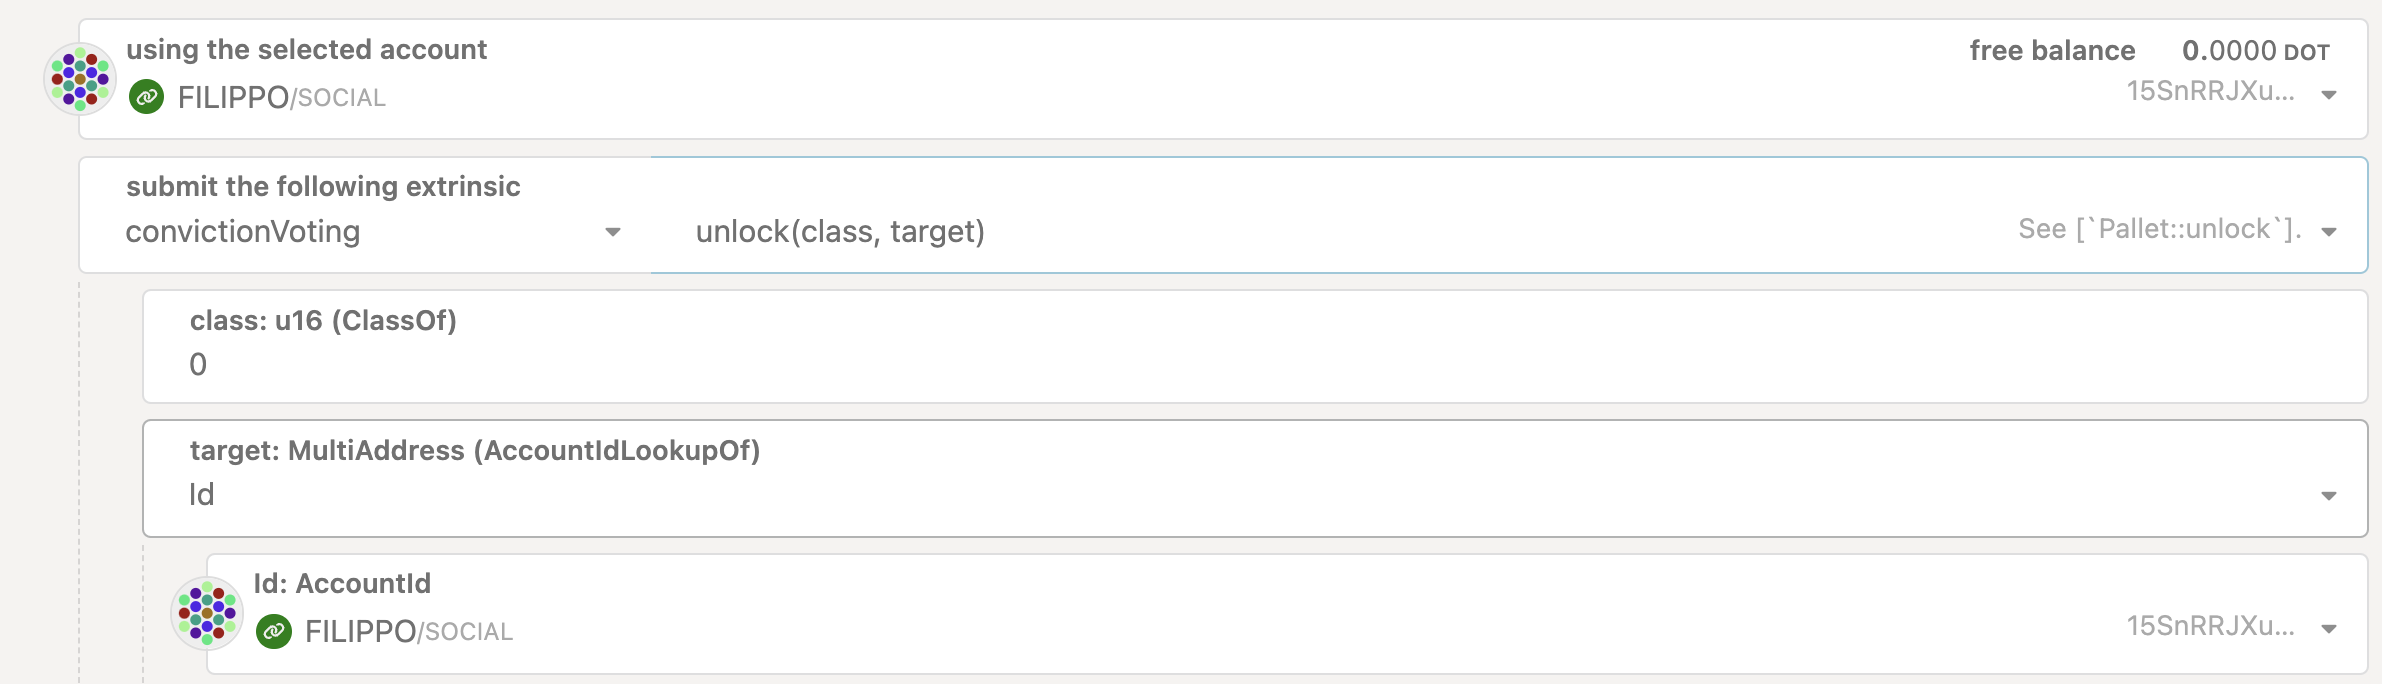 using the selected account
free balance 0.0000 DOT
FILIPPO/SOCIAL
15SnRRJXu...
submit the following extrinsic
convictionVoting
unlock(class, target)
See [`Pallet::unlock`].
class: u16 (ClassOf)
0
target: MultiAddress (AccountIdLookupOf)
Id
Id: AccountId
FILIPPO/SOCIAL
15SnRRJXu...